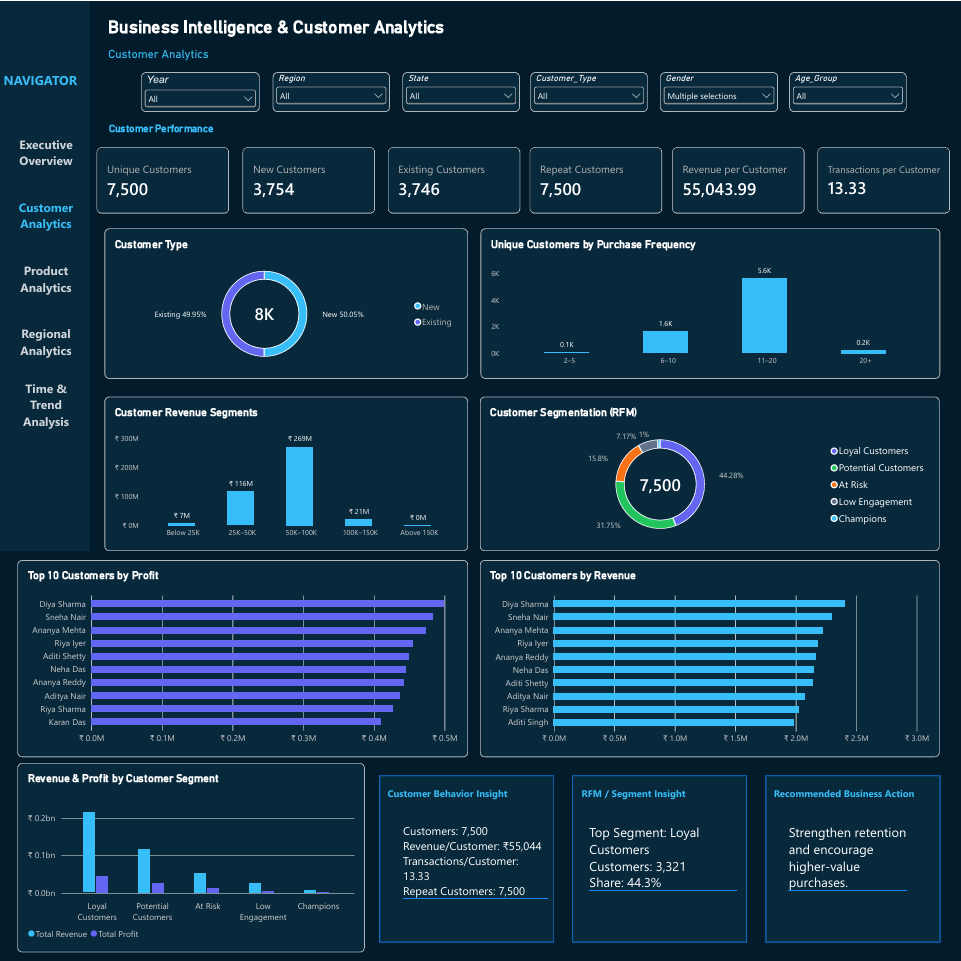 Business Intelligence & Customer Analytics
Customer Analytics
NAVIGATOR
Executive
Overview
Customer
Analytics
Product
Analytics
Regional
Analytics
Time &
Trend
Analysis
Year
All
Region
All
State
All
Customer_Type
All
Gender
Multiple selections
Age_Group
All
Customer Performance
Unique Customers
7,500
New Customers
3,754
Existing Customers
3,746
Repeat Customers
7,500
Revenue per Customer
55,043.99
Transactions per Customer
13.33
Customer Type
Existing 49.95%
8K
New 50.05%
New
Existing
Unique Customers by Purchase Frequency
6K
4K
2K
0K
0.1K
1.6K
5.6K
0.2K
2–5
6–10
11–20
20+
Customer Revenue Segments
₹ 300M
₹ 200M
₹ 100M
₹ 0M
₹ 7M
₹ 116M
₹ 269M
₹ 21M
₹ 0M
Below 25K
25K–50K
50K–100K
100K–150K
Above 150K
Customer Segmentation (RFM)
7.17%
1%
15.8%
44.28%
31.75%
7,500
Loyal Customers
Potential Customers
At Risk
Low Engagement
Champions
Top 10 Customers by Profit
Diya Sharma
Sneha Nair
Ananya Mehta
Riya Iyer
Aditi Shetty
Neha Das
Ananya Reddy
Aditya Nair
Riya Sharma
Karan Das
₹ 0.0M
₹ 0.1M
₹ 0.2M
₹ 0.3M
₹ 0.4M
₹ 0.5M
Top 10 Customers by Revenue
Diya Sharma
Sneha Nair
Ananya Mehta
Riya Iyer
Ananya Reddy
Neha Das
Aditi Shetty
Aditya Nair
Riya Sharma
Aditi Singh
₹ 0.0M
₹ 0.5M
₹ 1.0M
₹ 1.5M
₹ 2.0M
₹ 2.5M
₹ 3.0M
Revenue & Profit by Customer Segment
₹ 0.2bn
₹ 0.1bn
₹ 0.0bn
Loyal
Customers
Potential
Customers
At Risk
Low
Engagement
Champions
Total Revenue
Total Profit
Customer Behavior Insight
Customers: 7,500
Revenue/Customer: ₹55,044
Transactions/Customer:
13.33
Repeat Customers: 7,500
RFM / Segment Insight
Top Segment: Loyal
Customers
Customers: 3,321
Share: 44.3%
Recommended Business Action
Strengthen retention
and encourage
higher-value
purchases.